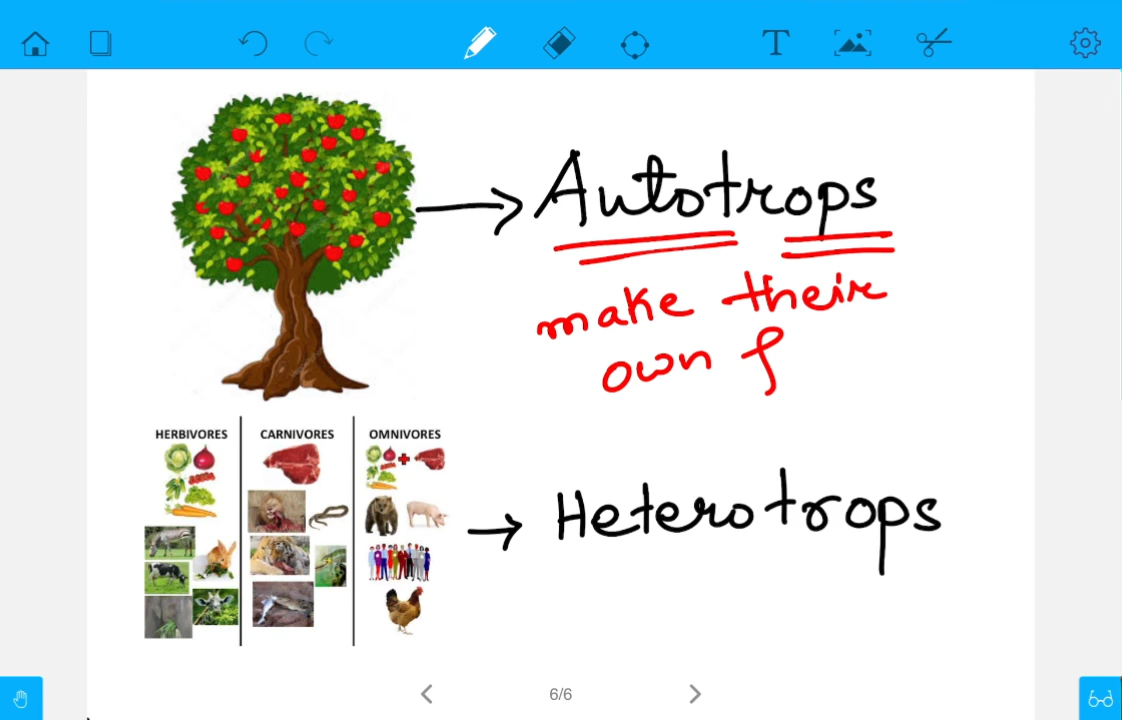 Autotrops
make their
own f
HERBIVORES CARNIVORES OMNIVORES
Heterotrops
6/6